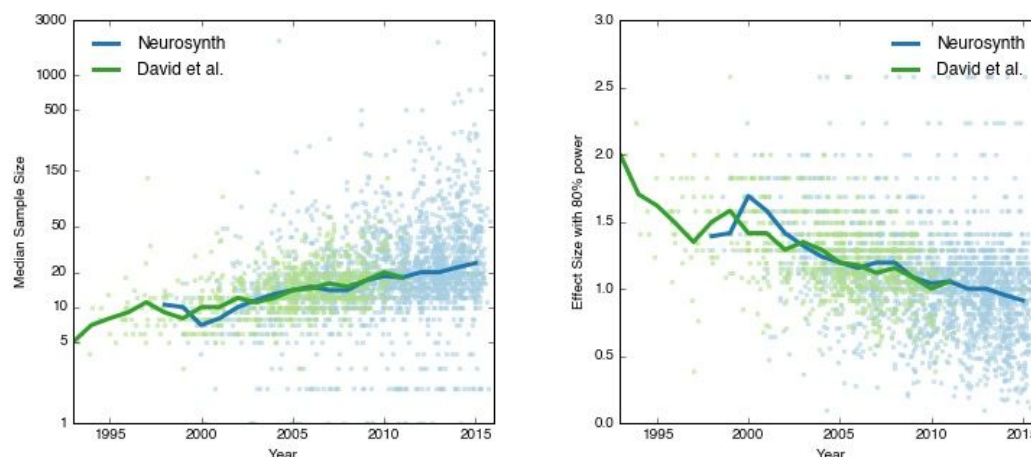 3000
1000
500
150
50
20
10
5
1
Median Sample Size
Neurosynth
David et al.
1995 2000 2005 2010 2015
Year
3.0
2.5
2.0
1.5
1.0
0.5
0.0
Effect Size with 80% power
Neurosynth
David et al.
1995 2000 2005 2010 2015
Year